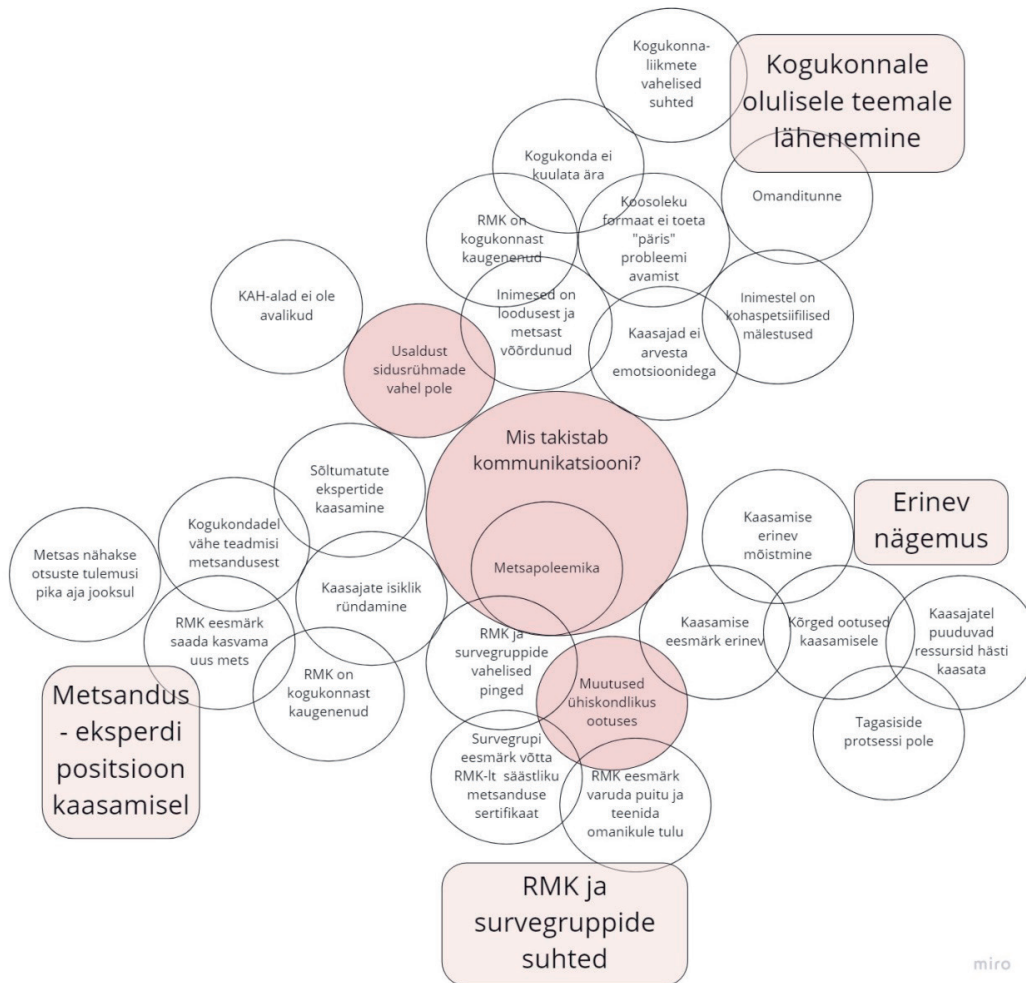 Kogukonna-
liikmete
vahelised
suhted
Kogukonnale
olulisele teemale
lähenemine
Kogukonda ei
kuulata ära
Omanditunne
RMK on
kogukonnast
kaugenenud
Koosoleku
formaat ei toeta
"päris"
probleemi
avamist
KAH-alad ei ole
avalikud
Inimesed on
loodusest ja
metsast
võõrdunud
Inimestel on
kohaspetsiifilised
mälestused
Kaasajad ei
arvesta
emotsioonidega
Usaldust
sidusrühmade
vahel pole
Mis takistab
kommunikatsiooni?
Metsapoleemika
Sõltumatute
ekspertide
kaasamine
Kogukondadel
vähe teadmisi
metsandusest
Metsas nähakse
otsuste tulemusi
pika aja jooksul
Kaasajate isiklik
ründamine
RMK eesmärk
saada kasvama
uus mets
RMK on
kogukonnast
kaugenenud
Metsandus
- eksperdi
positsioon
kaasamisel
Kaasamise
erinev
mõistmine
Erinev
nägemus
Kaasamise
eesmärk erinev
Kõrged ootused
kaasamisele
Kaasajatel
puuduvad
ressursid hästi
kaasata
Tagasiside
protsessi pole
RMK ja
survegruppide
vahelised
pinged
Muutused
ühiskondlikus
ootuses
Survegrupi
eesmärk võtta
RMK-lt säästliku
metsanduse
sertifikaat
RMK eesmärk
varuda puitu ja
teenida
omanikule tulu
RMK ja
survegruppide
suhted
miro